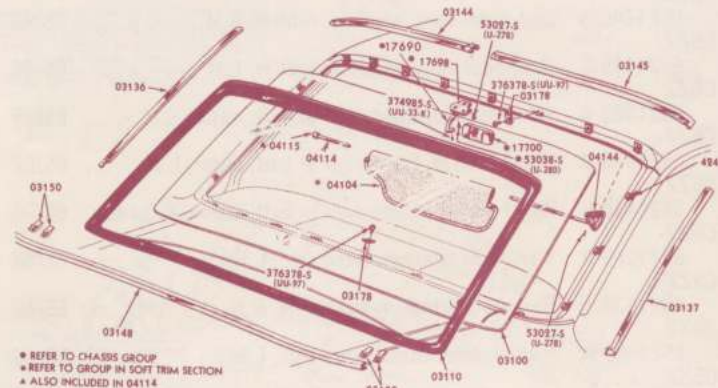 03144
53027-S
(U-278)
● 17690
● 17698
03145
03136
376378-S (UU-97)
03178
374985-S
(UU-33-K)
● 17700
● 53038-S
(U-280)
▲ 04115
04114
04144
● 04104
03150
376378-S
(UU-97)
03178
03137
03148
53027-S
(U-278)
03100
03110
● REFER TO CHASSIS GROUP
● REFER TO GROUP IN SOFT TRIM SECTION
▲ ALSO INCLUDED IN 04114